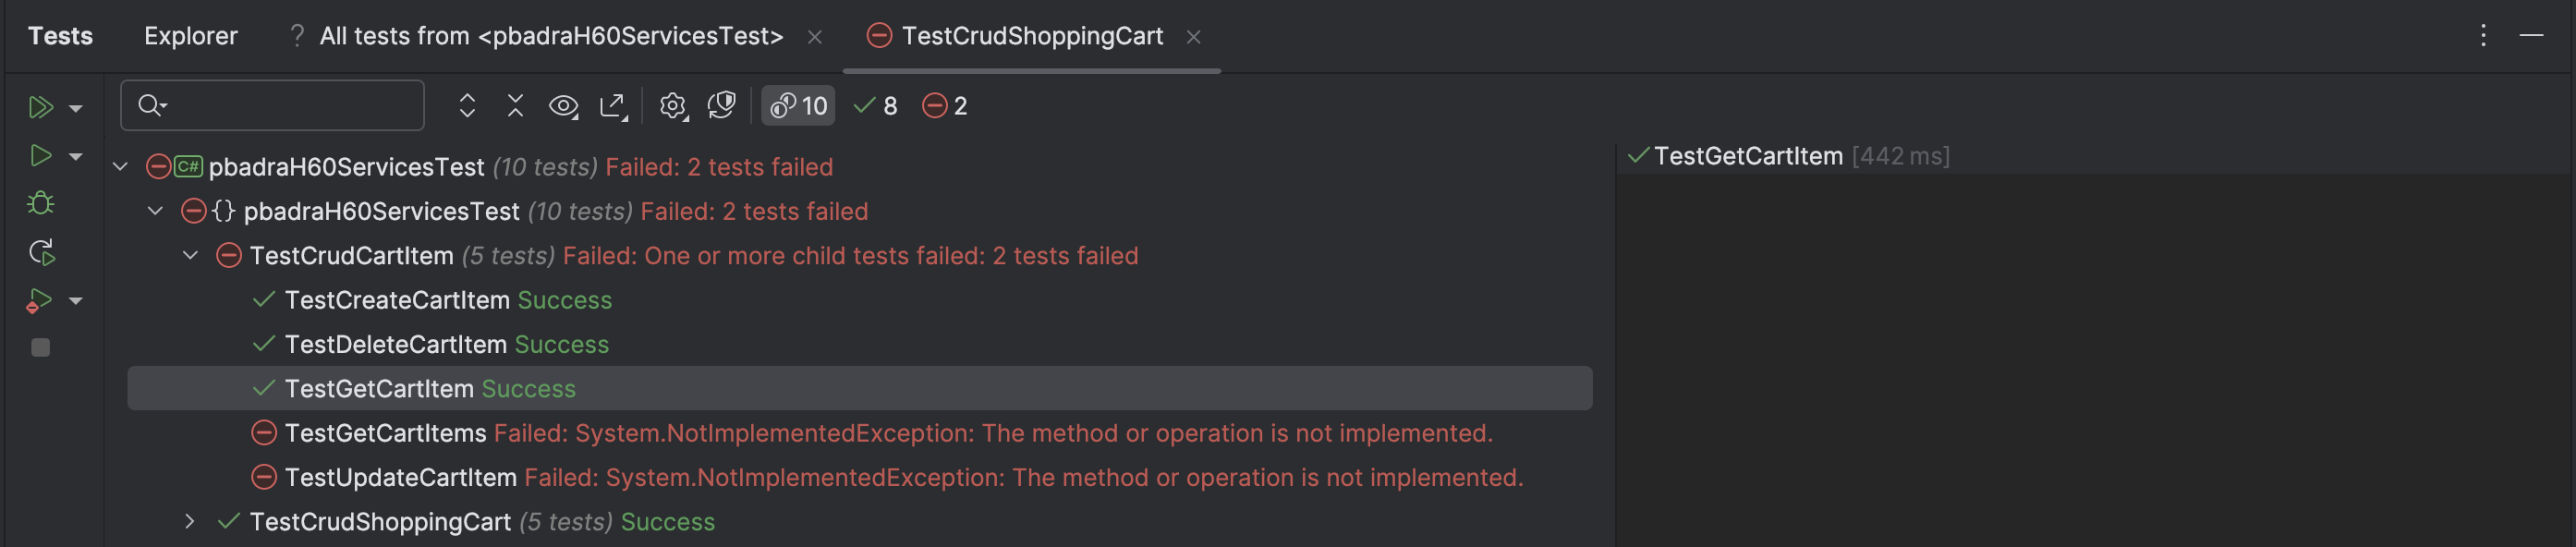 Tests Explorer ? All tests from <pbadraH60ServicesTest> × TestCrudShoppingCart ×
10 8 2
C# pbadraH60ServicesTest (10 tests) Failed: 2 tests failed
{} pbadraH60ServicesTest (10 tests) Failed: 2 tests failed
TestCrudCartItem (5 tests) Failed: One or more child tests failed: 2 tests failed
TestCreateCartItem Success
TestDeleteCartItem Success
TestGetCartItem Success
TestGetCartItems Failed: System.NotImplementedException: The method or operation is not implemented.
TestUpdateCartItem Failed: System.NotImplementedException: The method or operation is not implemented.
TestCrudShoppingCart (5 tests) Success
TestGetCartItem [442 ms]